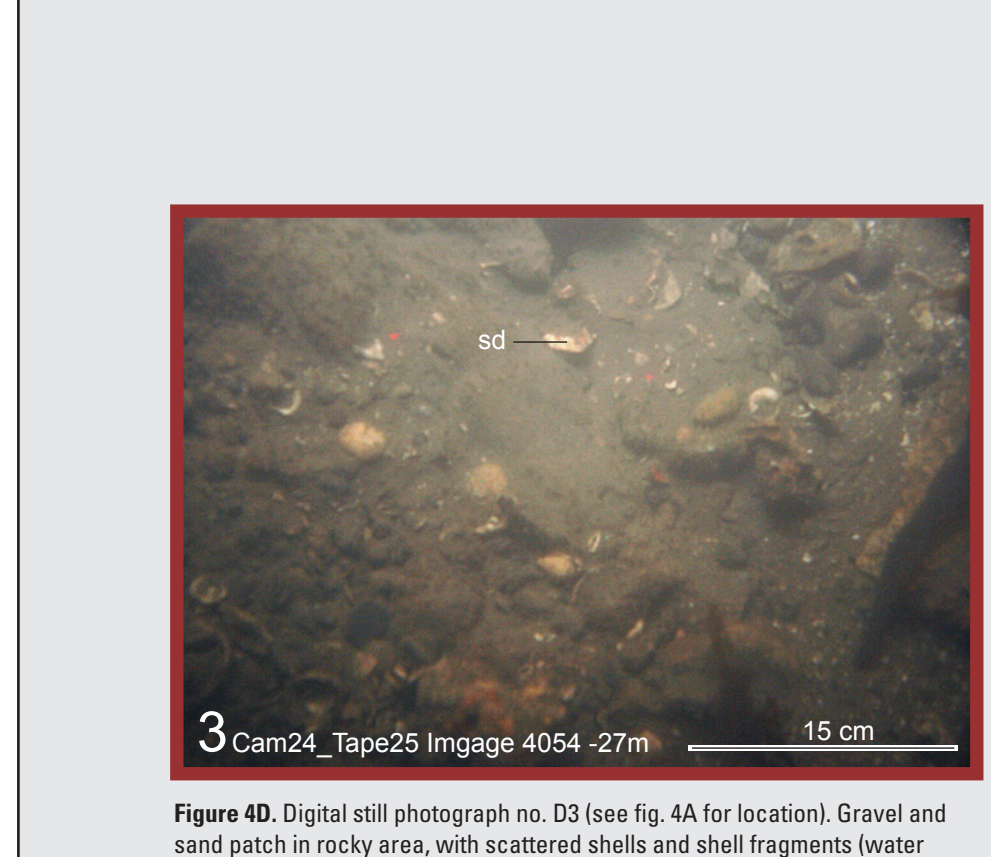 sd
3 Cam24_Tape25 Imgage 4054 -27m
15 cm
Figure 4D. Digital still photograph no. D3 (see fig. 4A for location). Gravel and
sand patch in rocky area, with scattered shells and shell fragments (water